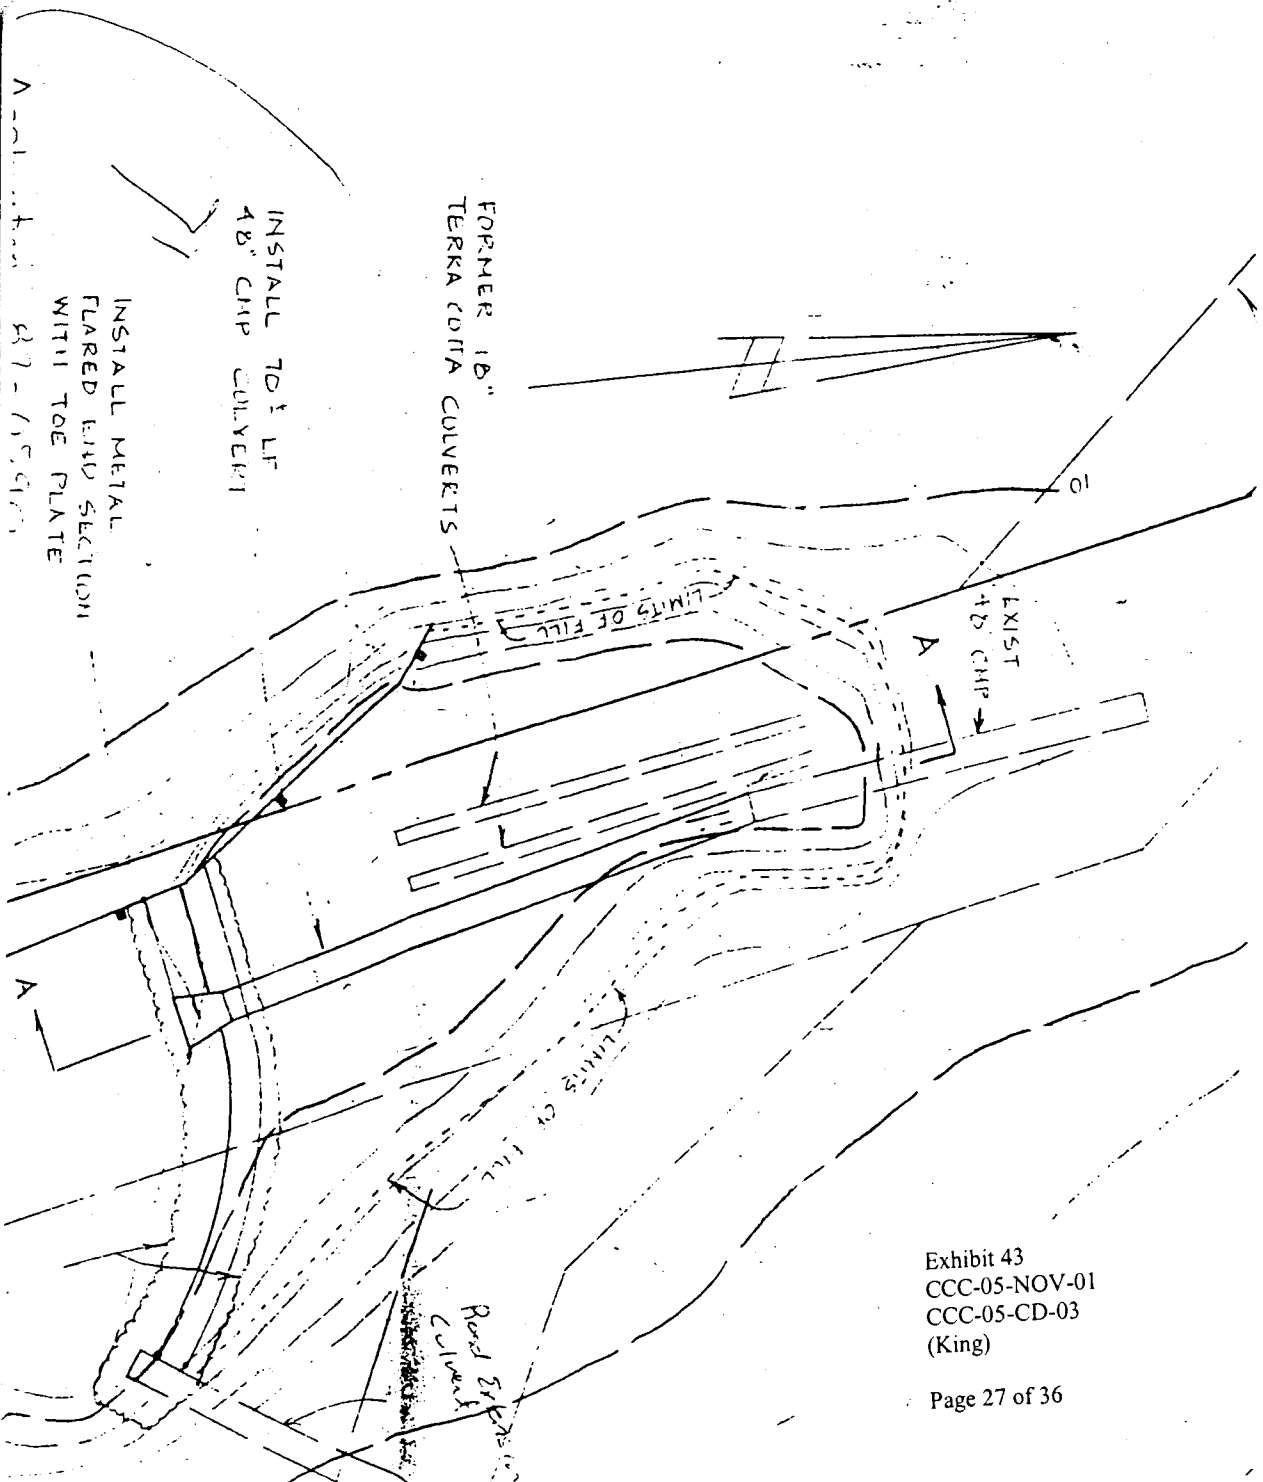 FORMER 18"
TERRA COTTA CULVERTS
INSTALL 70± LF
48" CMP CULVERT
INSTALL METAL
FLARED END SECTION
WITH TOE PLATE
10
LIMITS OF FILL
EXIST
48" CMP
A
A
LIMITS OF FILL
Road
Culvert
Exhibit 43
CCC-05-NOV-01
CCC-05-CD-03
(King)
Page 27 of 36